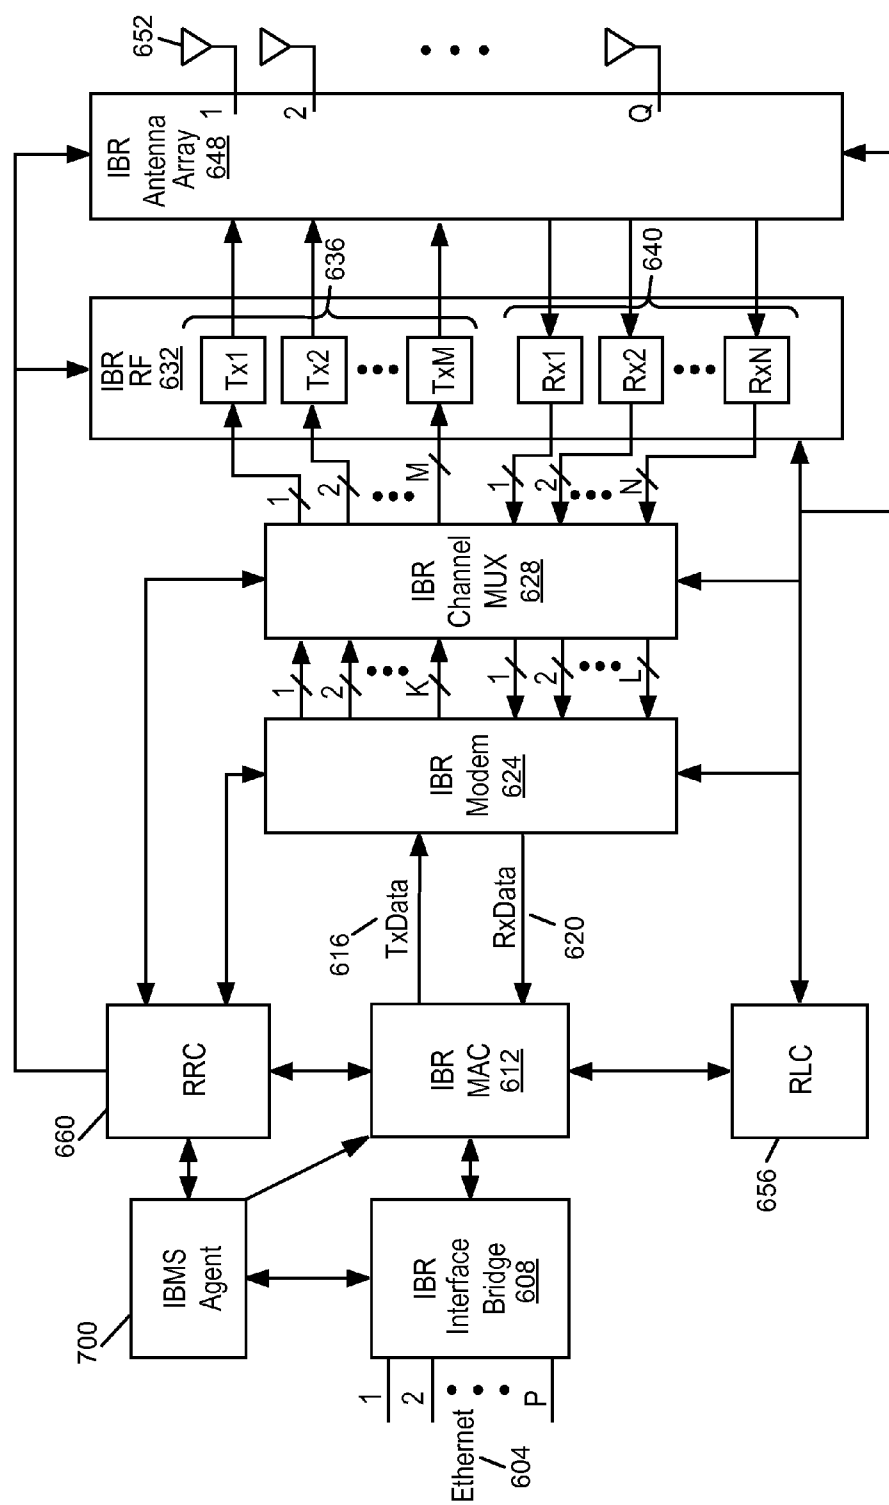 652
1
2
Q
IBR
Antenna
Array
648
636
640
IBR
RF
632
Tx1
Tx2
TxM
Rx1
Rx2
RxN
1
2
M
1
2
N
IBR
Channel
MUX
628
1
2
K
1
2
L
IBR
Modem
624
616
TxData
RxData
620
660
RRC
IBR
MAC
612
RLC
656
700
IBMS
Agent
IBR
Interface
Bridge
608
1
2
P
Ethernet
604